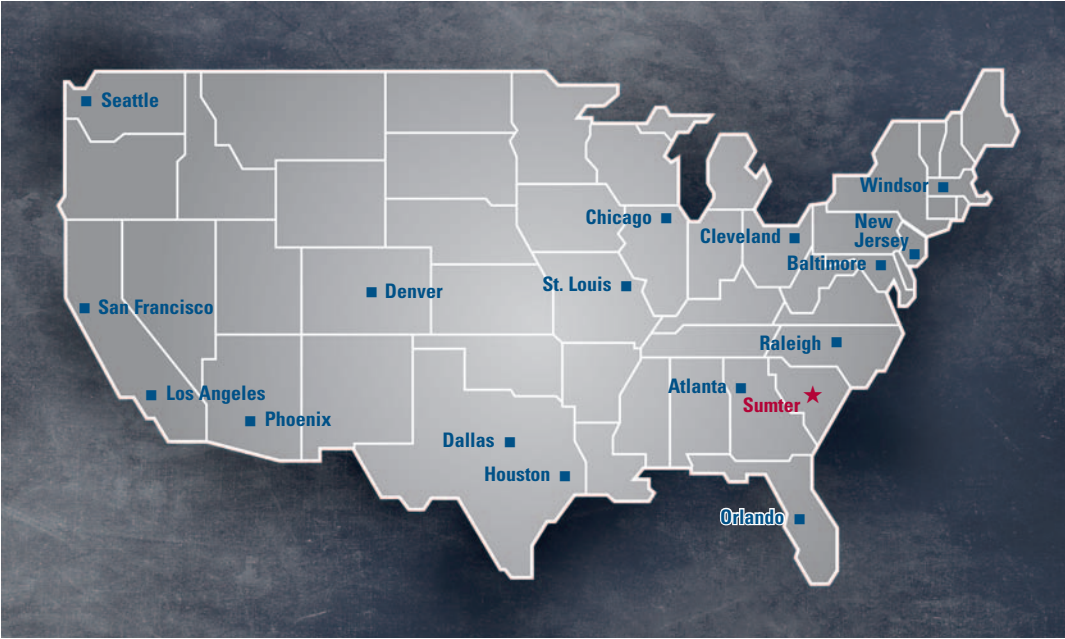 Seattle
Windsor
Chicago
New
Jersey
Cleveland
Baltimore
St. Louis
Denver
San Francisco
Raleigh
Atlanta
Los Angeles
Sumter
Phoenix
Dallas
Houston
Orlando